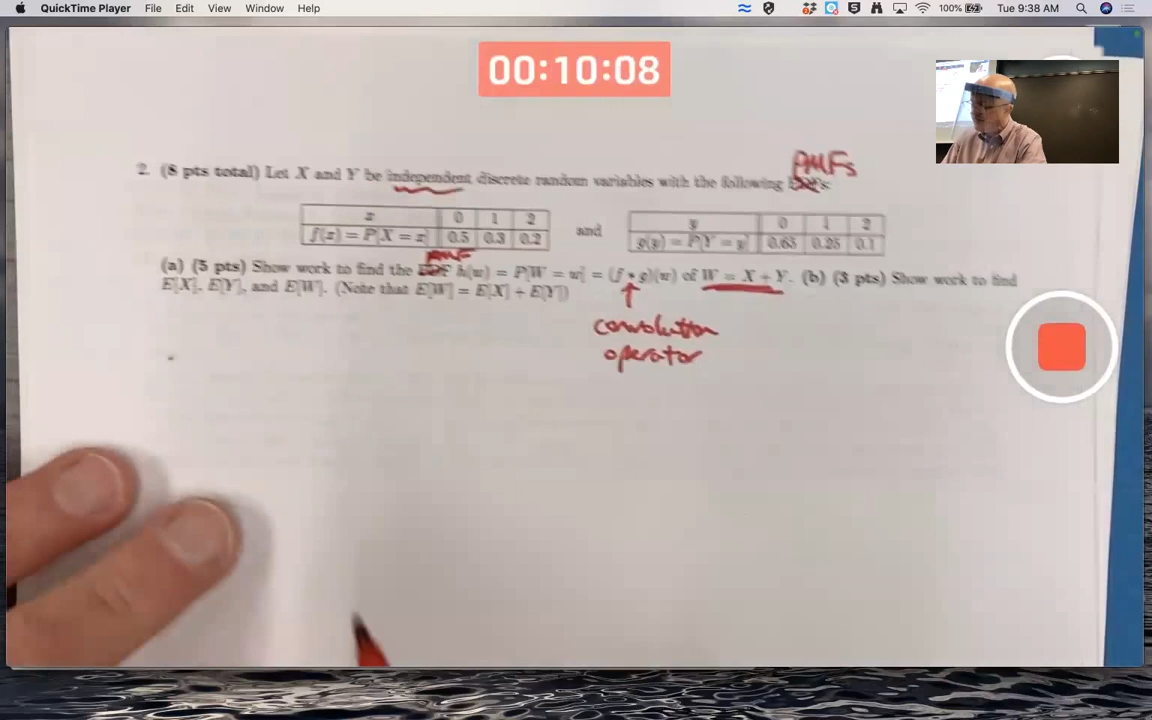 QuickTime Player File Edit View Window Help 100% Tue 9:38 AM
00:10:08
PMFs
2. (8 pts total) Let X and Y be independent discrete random variables with the following
x 0 1 2
f(x) = P[X = x] 0.5 0.3 0.2
and
y 0 1 2
g(y) = P[Y = y] 0.65 0.25 0.1
PMF
(a) (5 pts) Show work to find the h(w) = P[W = w] = (f * g)(w) of W = X + Y. (b) (3 pts) Show work to find
E[X], E[Y], and E[W]. (Note that E[W] = E[X] + E[Y])
convolution
operator